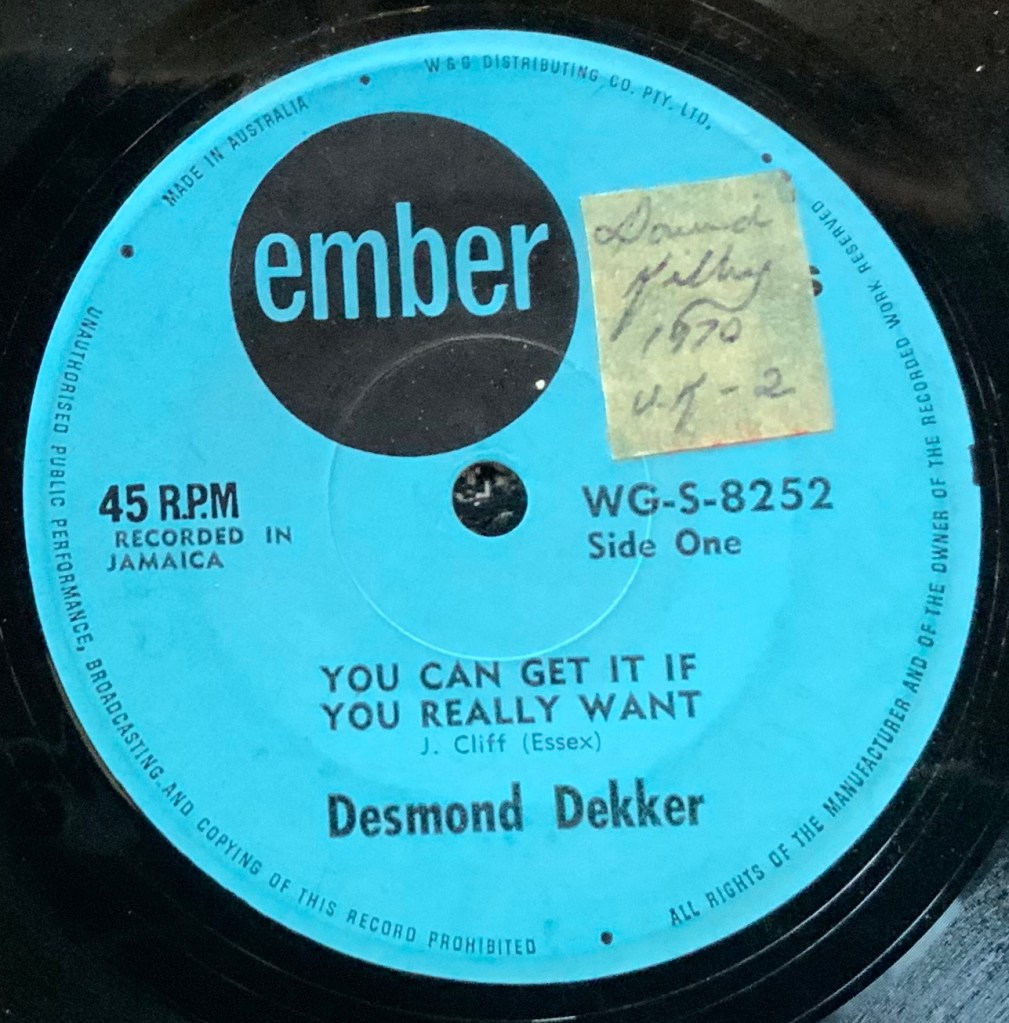 W & G DISTRIBUTING CO. PTY. LTD.
MADE IN AUSTRALIA
ember
1970
U.K - 2
45 R.P.M
RECORDED IN
JAMAICA
WG-S-8252
Side One
YOU CAN GET IT IF
YOU REALLY WANT
J. Cliff (Essex)
Desmond Dekker
UNAUTHORISED PUBLIC PERFORMANCE, BROADCASTING AND COPYING OF THIS RECORD PROHIBITED
ALL RIGHTS OF THE MANUFACTURER AND OF THE OWNER OF THE RECORDED WORK RESERVED